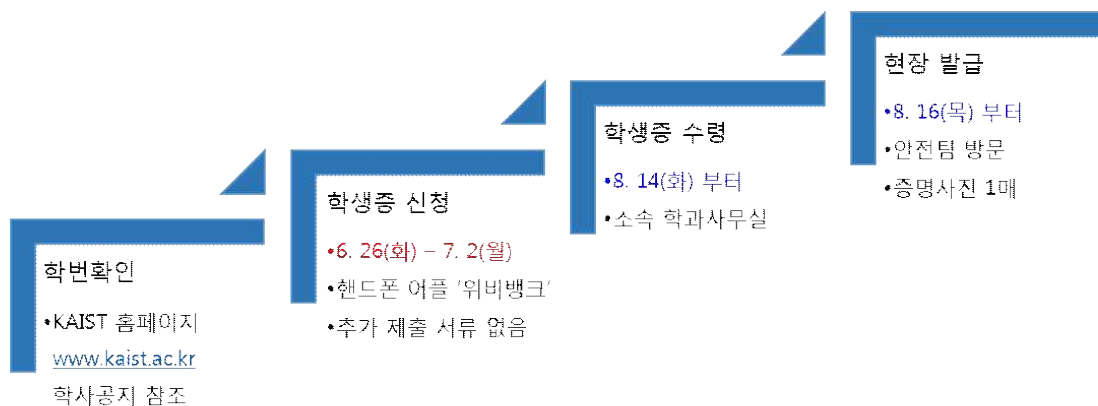 학번확인
•KAIST 홈페이지
www.kaist.ac.kr
학사공지 참조
학생증 신청
•6. 26(화) – 7. 2(월)
•핸드폰 어플 '위비뱅크'
•추가 제출 서류 없음
학생증 수령
•8. 14(화) 부터
•소속 학과사무실
현장 발급
•8. 16(목) 부터
•안전팀 방문
•증명사진 1매